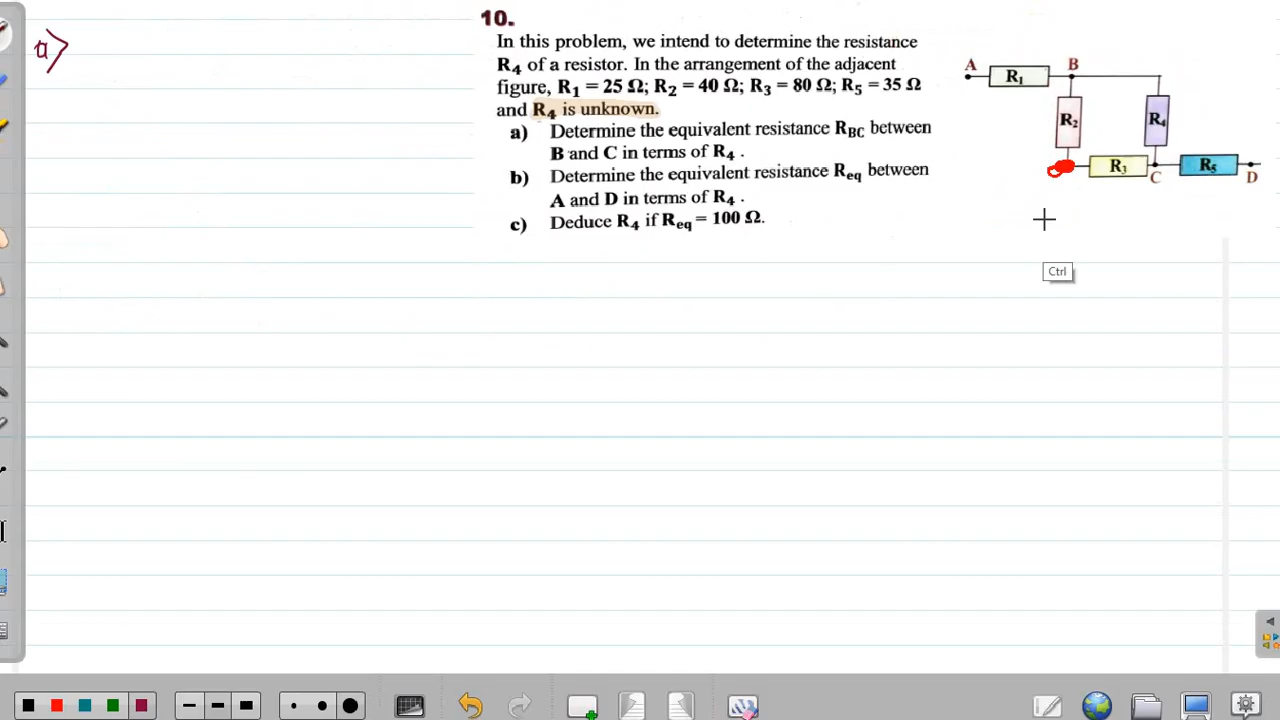 a)
10.
In this problem, we intend to determine the resistance
R₄ of a resistor. In the arrangement of the adjacent
figure, R₁ = 25 Ω; R₂ = 40 Ω; R₃ = 80 Ω; R₅ = 35 Ω
and R₄ is unknown.
a) Determine the equivalent resistance R_BC between
B and C in terms of R₄ .
b) Determine the equivalent resistance R_eq between
A and D in terms of R₄ .
c) Deduce R₄ if R_eq = 100 Ω.
A R₁ B
R₂ R₄
R₃ C R₅ D
Ctrl